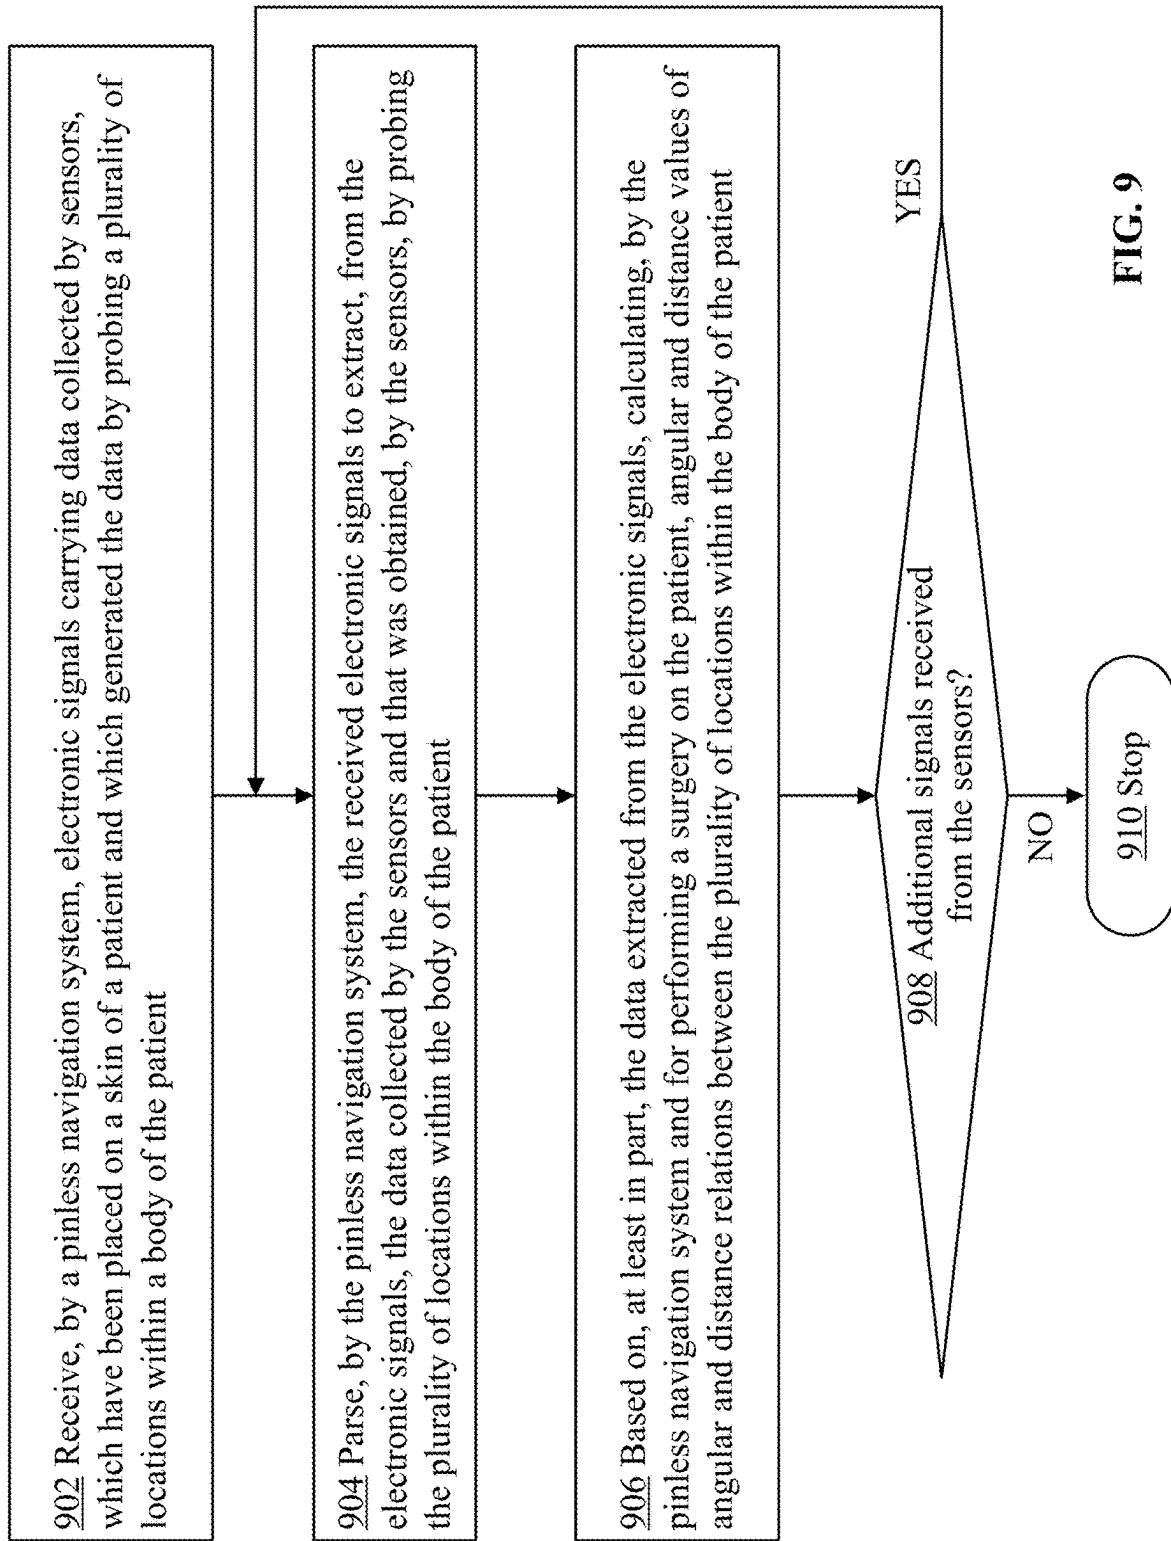 902 Receive, by a pinless navigation system, electronic signals carrying data collected by sensors,
which have been placed on a skin of a patient and which generated the data by probing a plurality of
locations within a body of the patient
904 Parse, by the pinless navigation system, the received electronic signals to extract, from the
electronic signals, the data collected by the sensors and that was obtained, by the sensors, by probing
the plurality of locations within the body of the patient
906 Based on, at least in part, the data extracted from the electronic signals, calculating, by the
pinless navigation system and for performing a surgery on the patient, angular and distance values of
angular and distance relations between the plurality of locations within the body of the patient
908 Additional signals received
from the sensors?
YES
NO
910 Stop
FIG. 9